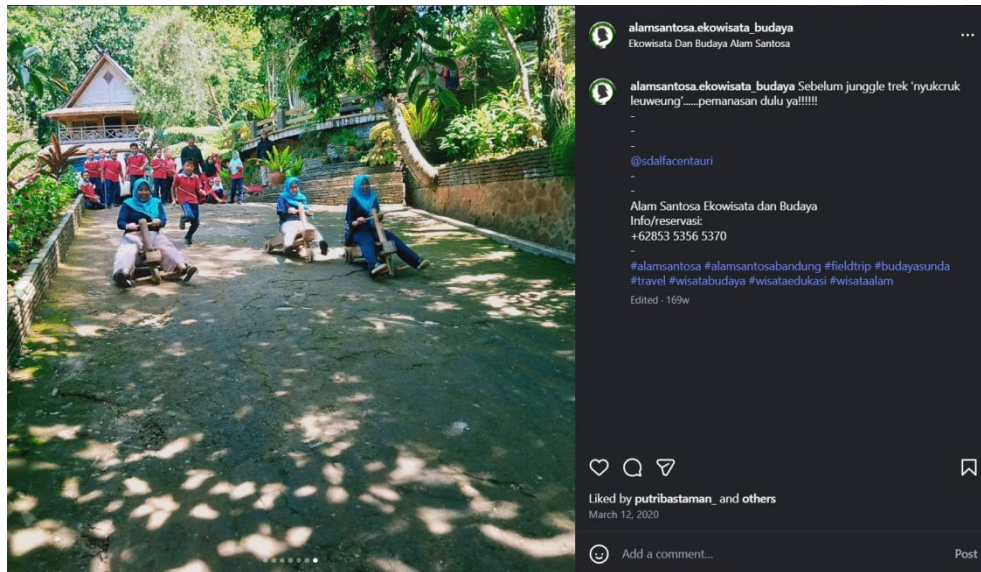 alamsantosa.ekowisata_budaya
Ekowisata Dan Budaya Alam Santosa
alamsantosa.ekowisata_budaya Sebelum junggle trek 'nyukcruk
leuweung'.....pemanasan dulu ya!!!!!!
-
-
-
@sdalfacentauri
-
-
Alam Santosa Ekowisata dan Budaya
Info/reservasi:
+62853 5356 5370
-
#alamsantosa #alamsantosabandung #fieldtrip #budayasunda
#travel #wisatabudaya #wisataedukasi #wisataalam
Edited · 169w
Liked by putribastaman_ and others
March 12, 2020
Add a comment...
Post